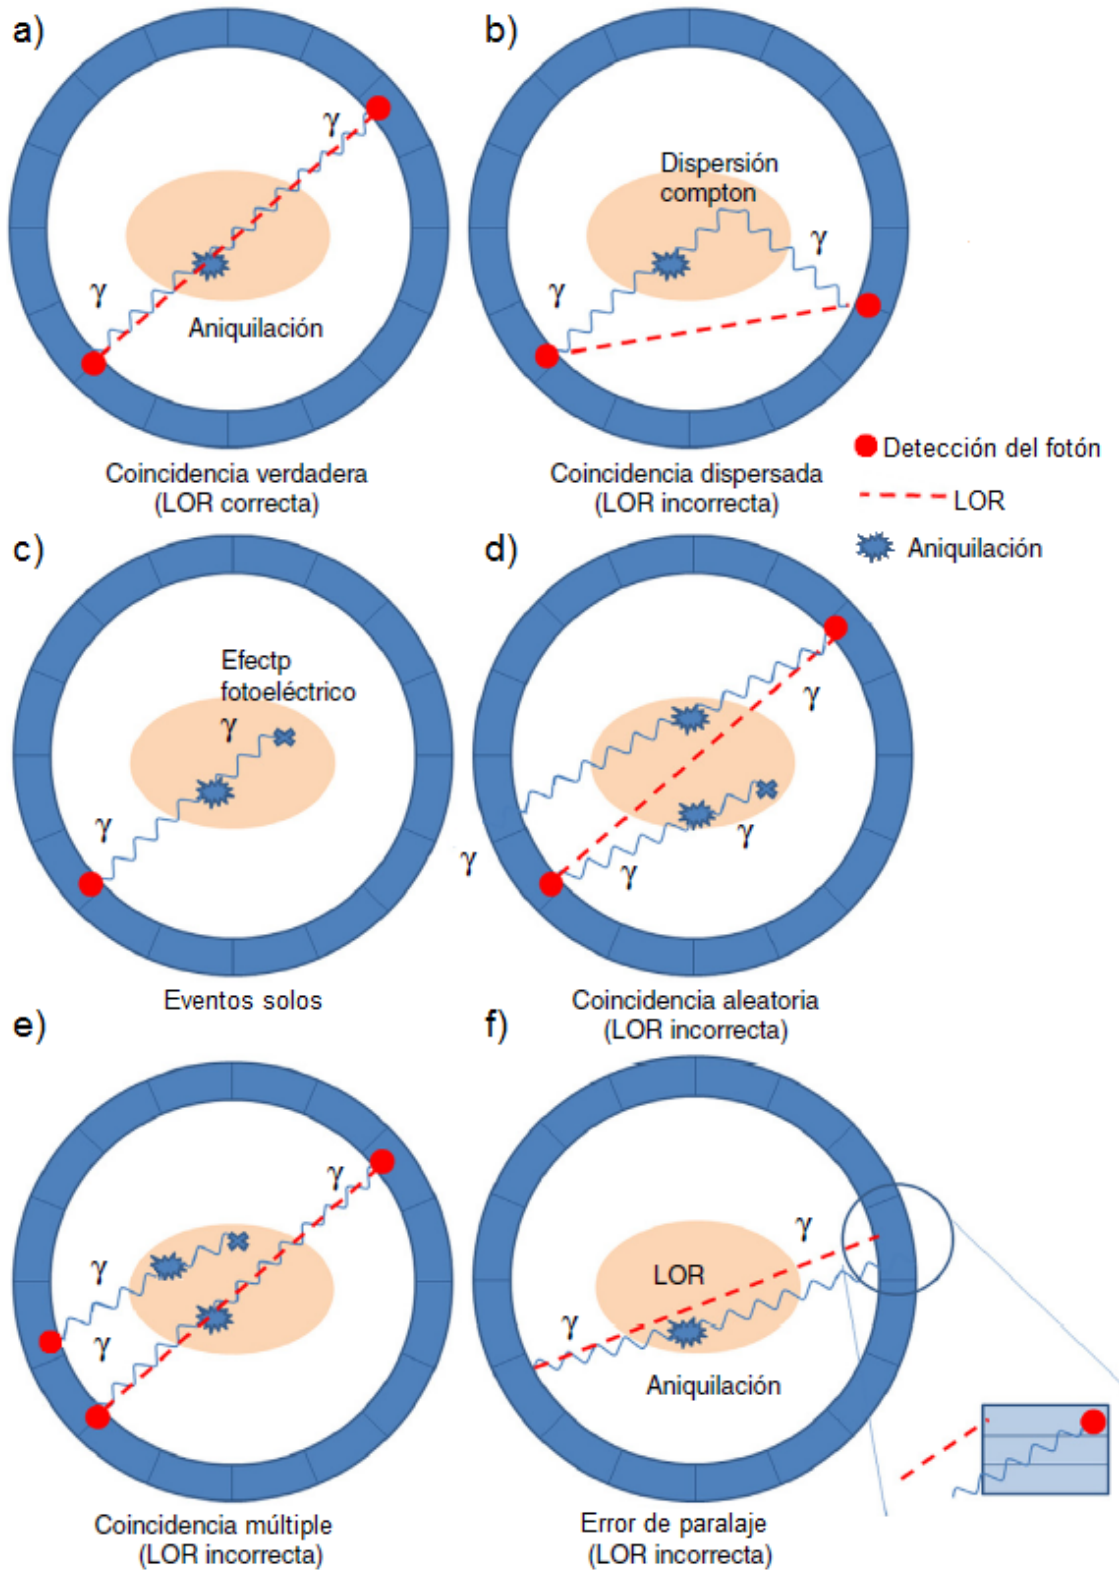 a)
γ
γ
Aniquilación
Coincidencia verdadera
(LOR correcta)
b)
Dispersión
compton
γ
γ
Coincidencia dispersada
(LOR incorrecta)
Detección del fotón
LOR
Aniquilación
c)
Efectp
fotoeléctrico
γ
γ
Eventos solos
d)
γ
γ
γ
γ
Coincidencia aleatoria
(LOR incorrecta)
e)
γ
γ
γ
Coincidencia múltiple
(LOR incorrecta)
f)
γ
LOR
γ
Aniquilación
Error de paralaje
(LOR incorrecta)